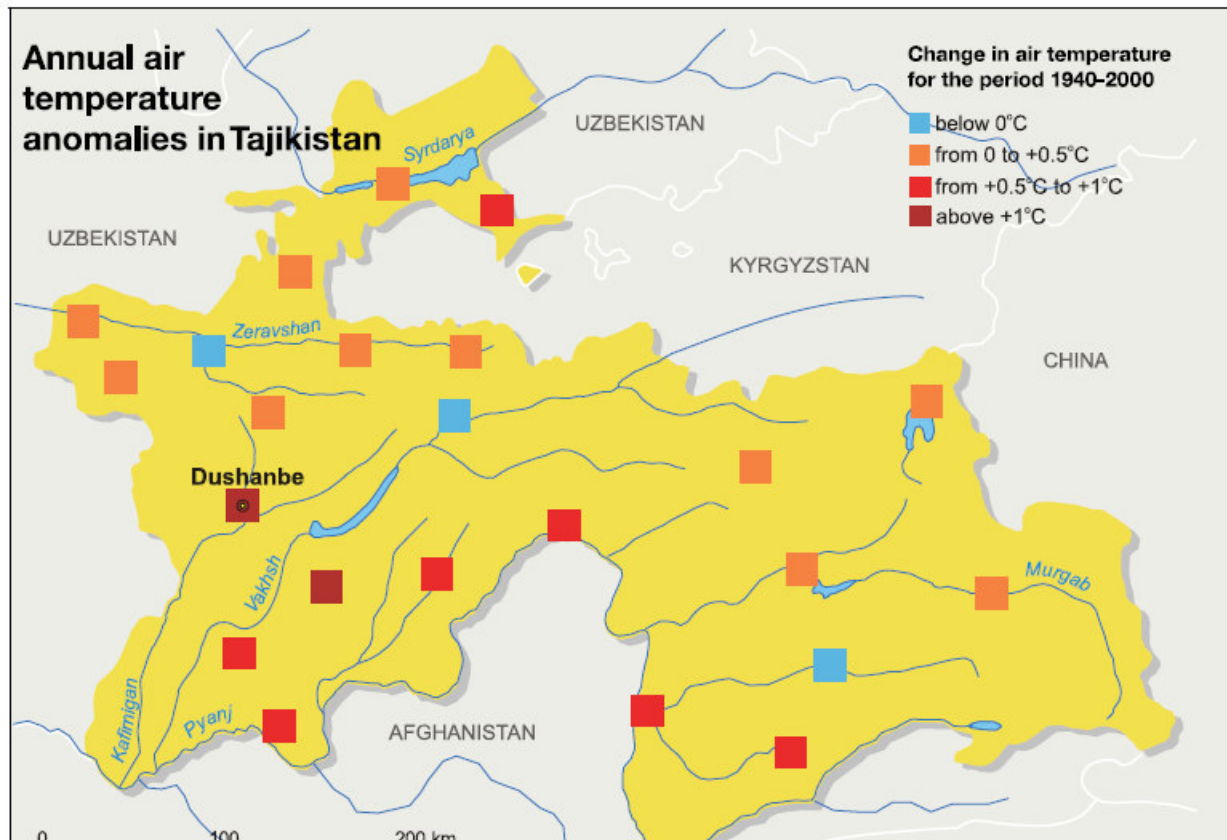 Annual air
temperature
anomalies in Tajikistan
Change in air temperature
for the period 1940–2000
below 0°C
from 0 to +0.5°C
from +0.5°C to +1°C
above +1°C
UZBEKISTAN
Syrdarya
UZBEKISTAN
KYRGYZSTAN
Zeravshan
CHINA
Dushanbe
Vakhsh
Murgab
Kafirnigan
Pyanj
AFGHANISTAN
0 100 200 km